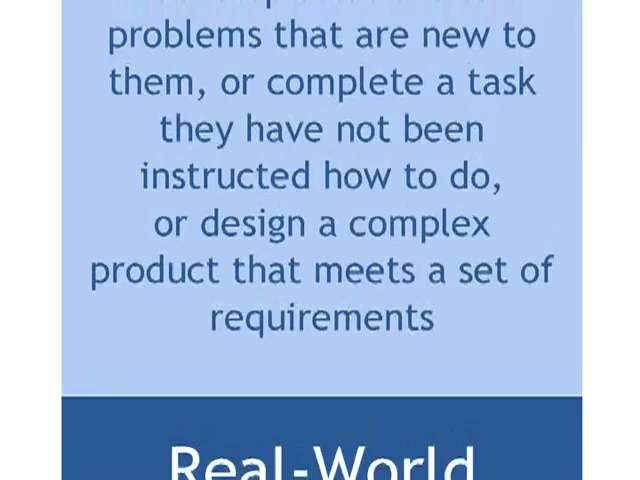 problems that are new to
them, or complete a task
they have not been
instructed how to do,
or design a complex
product that meets a set of
requirements
Real-World